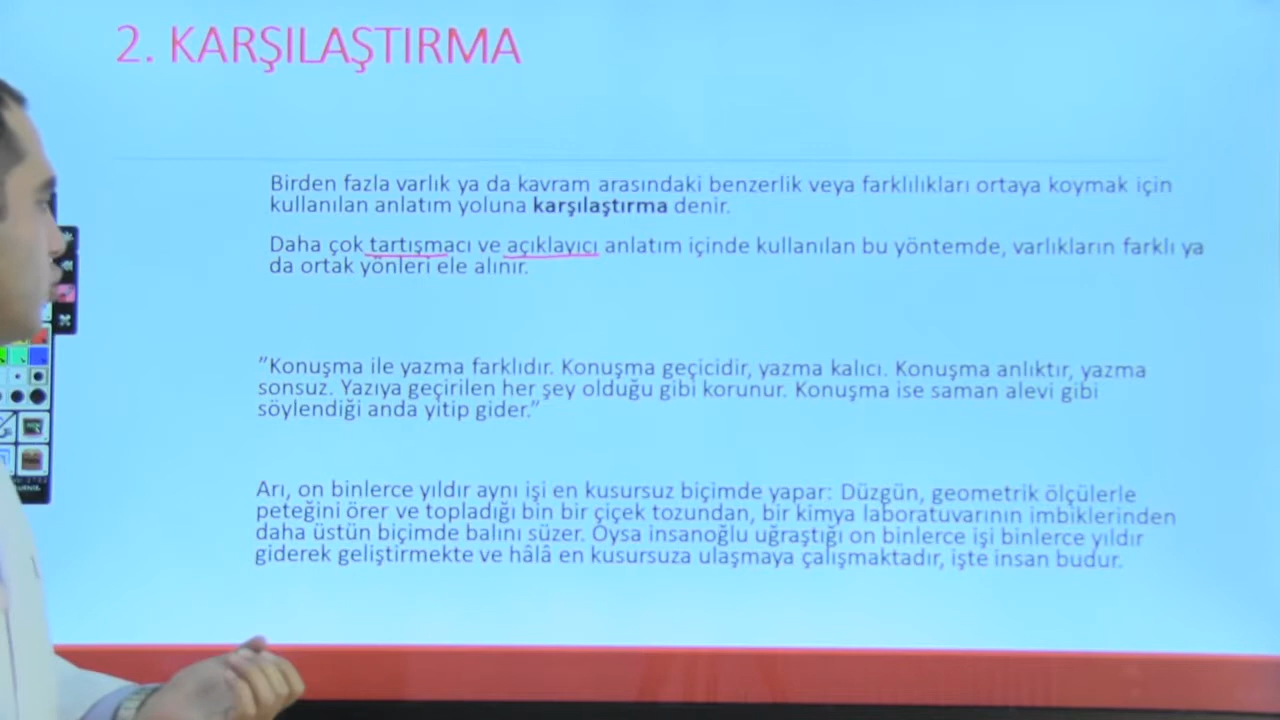 2. KARŞILAŞTIRMA
Birden fazla varlık ya da kavram arasındaki benzerlik veya farklılıkları ortaya koymak için
kullanılan anlatım yoluna karşılaştırma denir.
Daha çok tartışmacı ve açıklayıcı anlatım içinde kullanılan bu yöntemde, varlıkların farklı ya
da ortak yönleri ele alınır.
”Konuşma ile yazma farklıdır. Konuşma geçicidir, yazma kalıcı. Konuşma anlıktır, yazma
sonsuz. Yazıya geçirilen her şey olduğu gibi korunur. Konuşma ise saman alevi gibi
söylendiği anda yitip gider.”
Arı, on binlerce yıldır aynı işi en kusursuz biçimde yapar: Düzgün, geometrik ölçülerle
peteğini örer ve topladığı bin bir çiçek tozundan, bir kimya laboratuvarının imbiklerinden
daha üstün biçimde balını süzer. Oysa insanoğlu uğraştığı on binlerce işi binlerce yıldır
giderek geliştirmekte ve hâlâ en kusursuza ulaşmaya çalışmaktadır, işte insan budur.